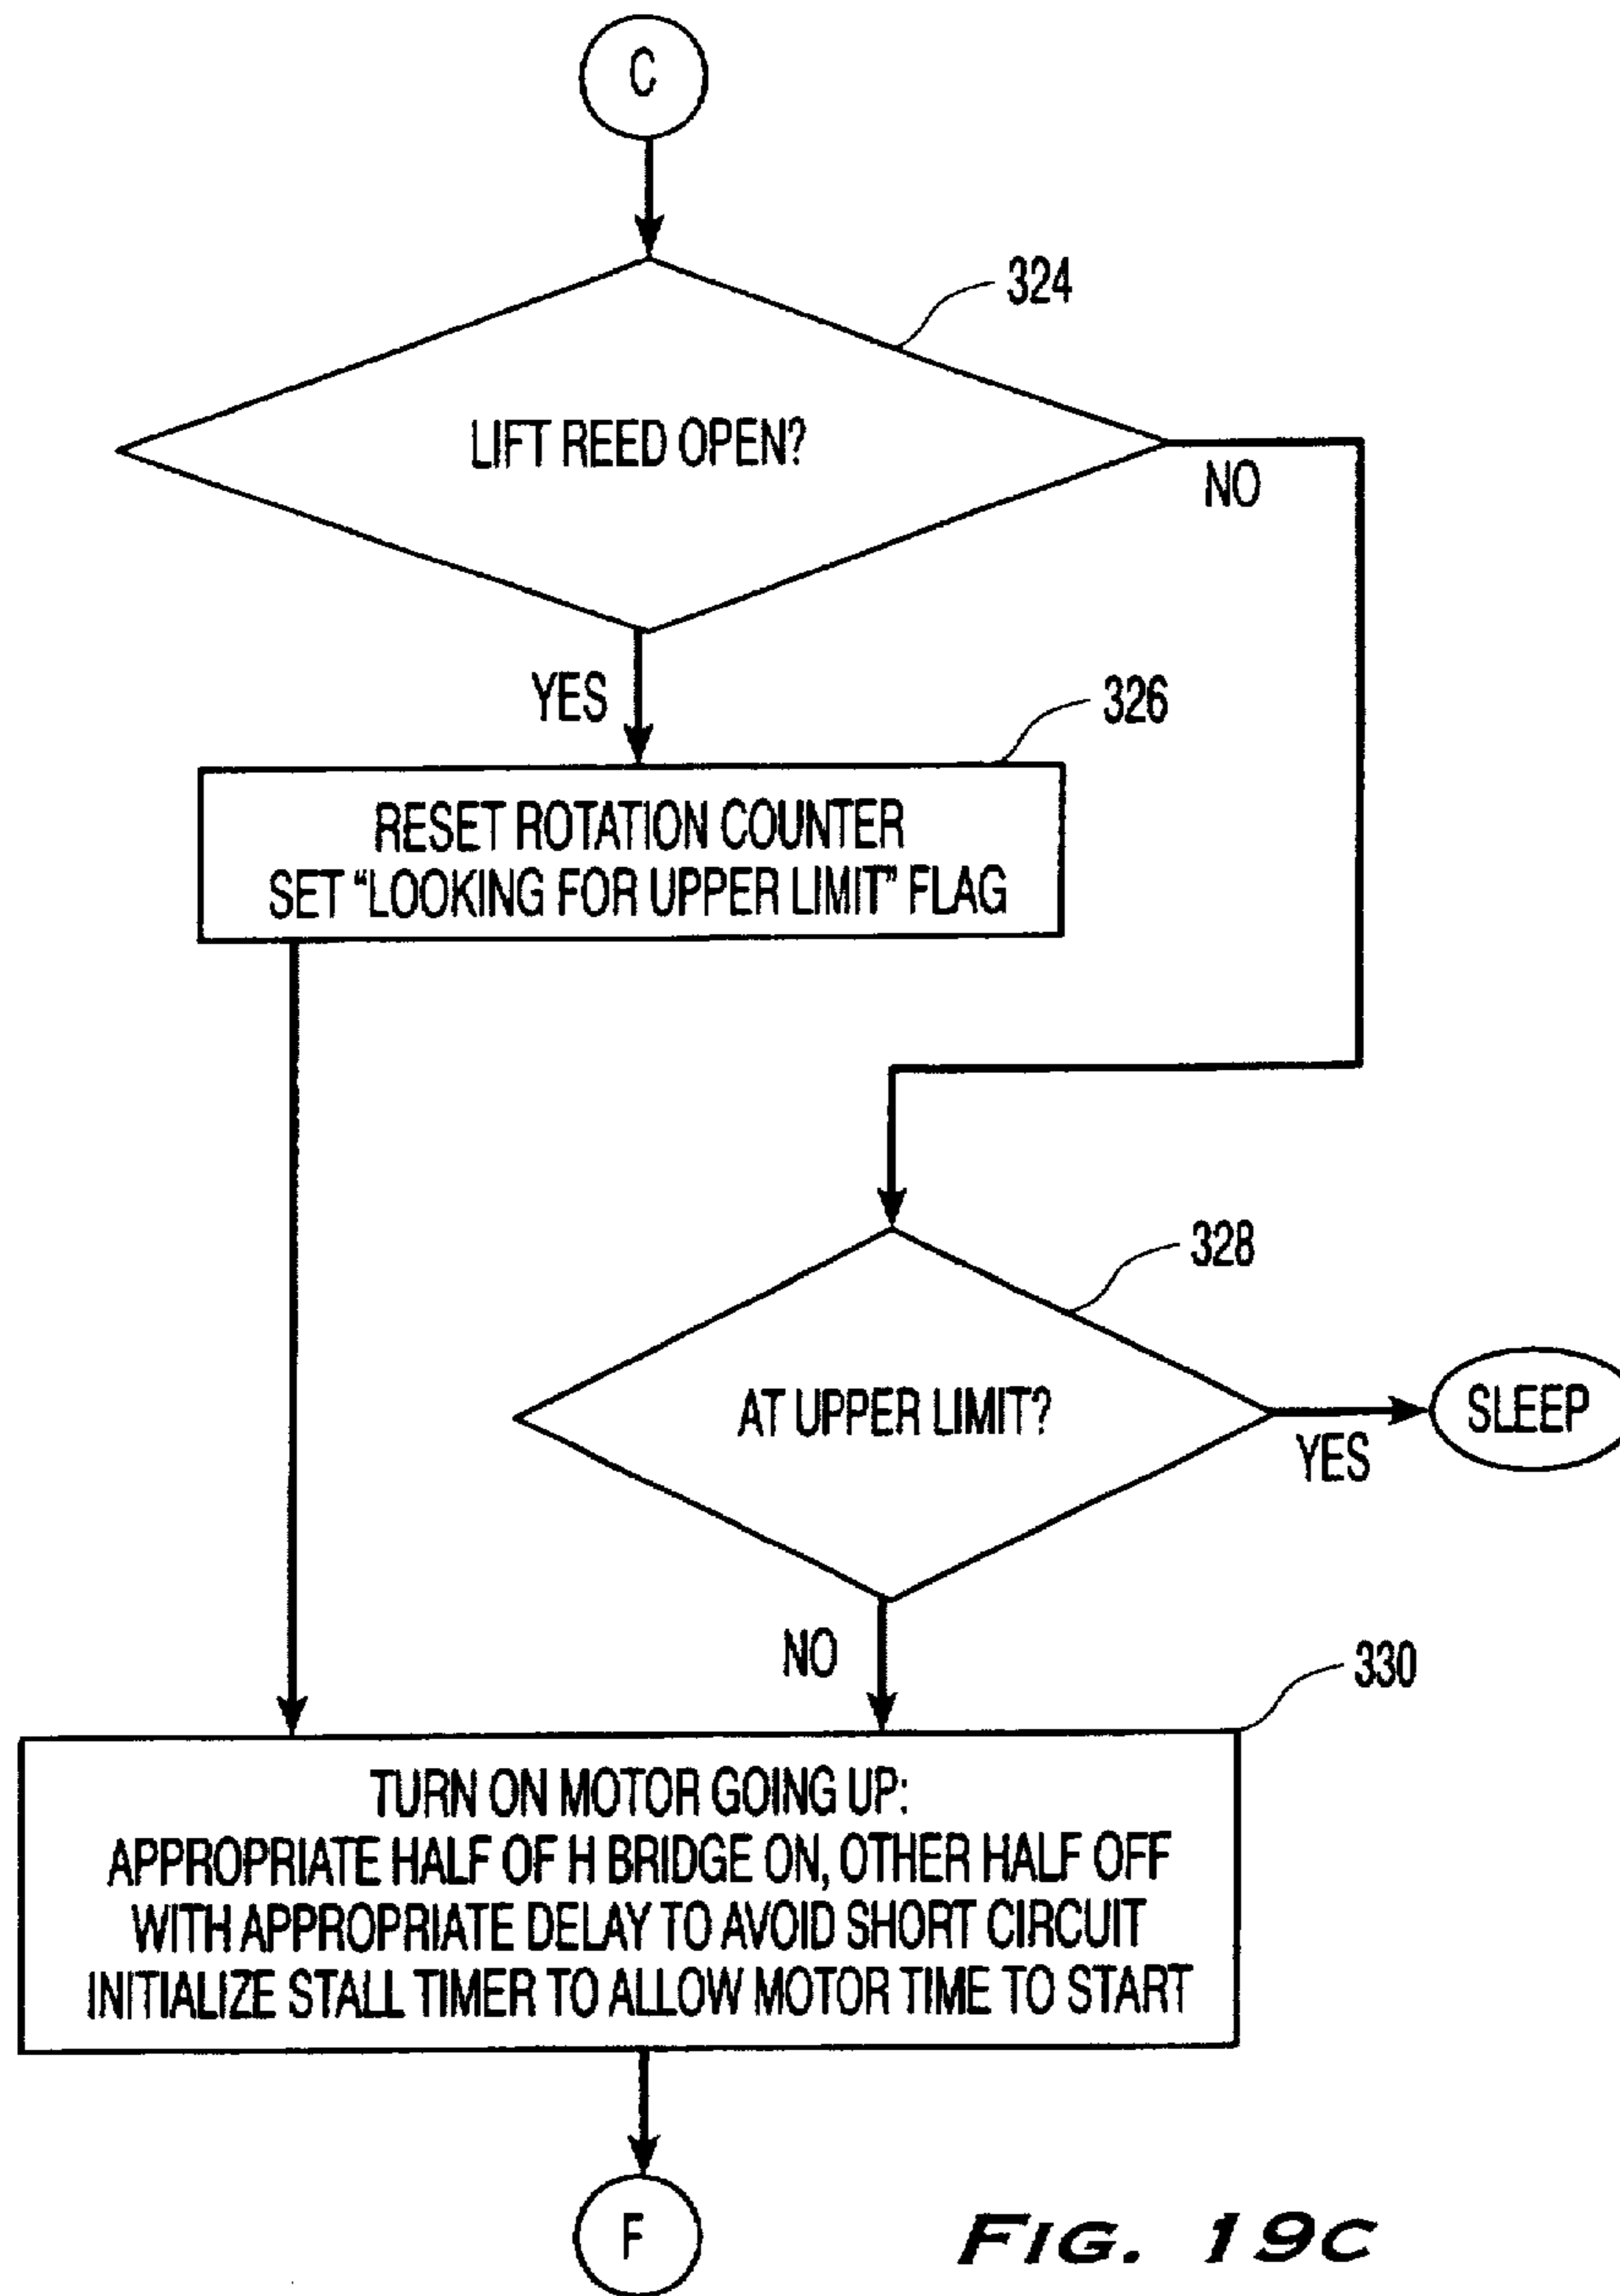 C
324
LIFT REED OPEN?
NO
YES
326
RESET ROTATION COUNTER
SET “LOOKING FOR UPPER LIMIT” FLAG
328
AT UPPER LIMIT?
YES
SLEEP
NO
330
TURN ON MOTOR GOING UP:
APPROPRIATE HALF OF H BRIDGE ON, OTHER HALF OFF
WITH APPROPRIATE DELAY TO AVOID SHORT CIRCUIT
INITIALIZE STALL TIMER TO ALLOW MOTOR TIME TO START
F
FIG. 19C